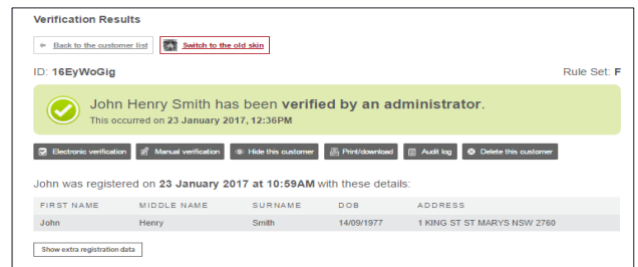 Verification Results
Back to the customer list Switch to the old skin
ID: 16EyWoGig Rule Set: F
John Henry Smith has been verified by an administrator.
This occurred on 23 January 2017, 12:36PM
Electronic verification Manual verification Hide this customer Print/download Audit log Delete this customer
John was registered on 23 January 2017 at 10:59AM with these details:
FIRST NAME MIDDLE NAME SURNAME DOB ADDRESS
John Henry Smith 14/09/1977 1 KING ST ST MARYS NSW 2760
Show extra registration data